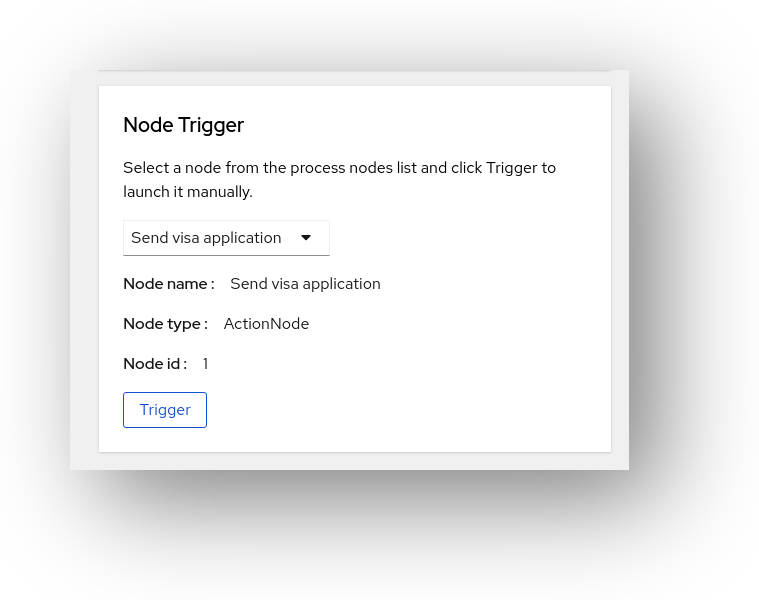 Node Trigger
Select a node from the process nodes list and click Trigger to
launch it manually.
Send visa application
Node name : Send visa application
Node type : ActionNode
Node id : 1
Trigger